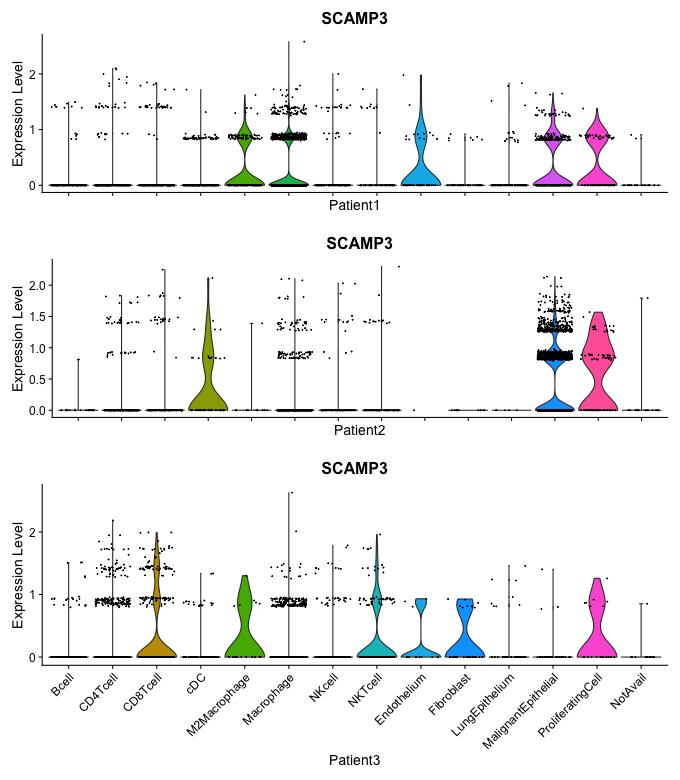 SCAMP3
Expression Level
2
1
0
Patient1
SCAMP3
Expression Level
2.0
1.5
1.0
0.5
0.0
Patient2
SCAMP3
Expression Level
2
1
0
Bcell
CD4Tcell
CD8Tcell
cDC
M2Macrophage
Macrophage
NKcell
NKTcell
Endothelium
Fibroblast
LungEpithelium
MalignantEpithelial
ProliferatingCell
NotAvail
Patient3